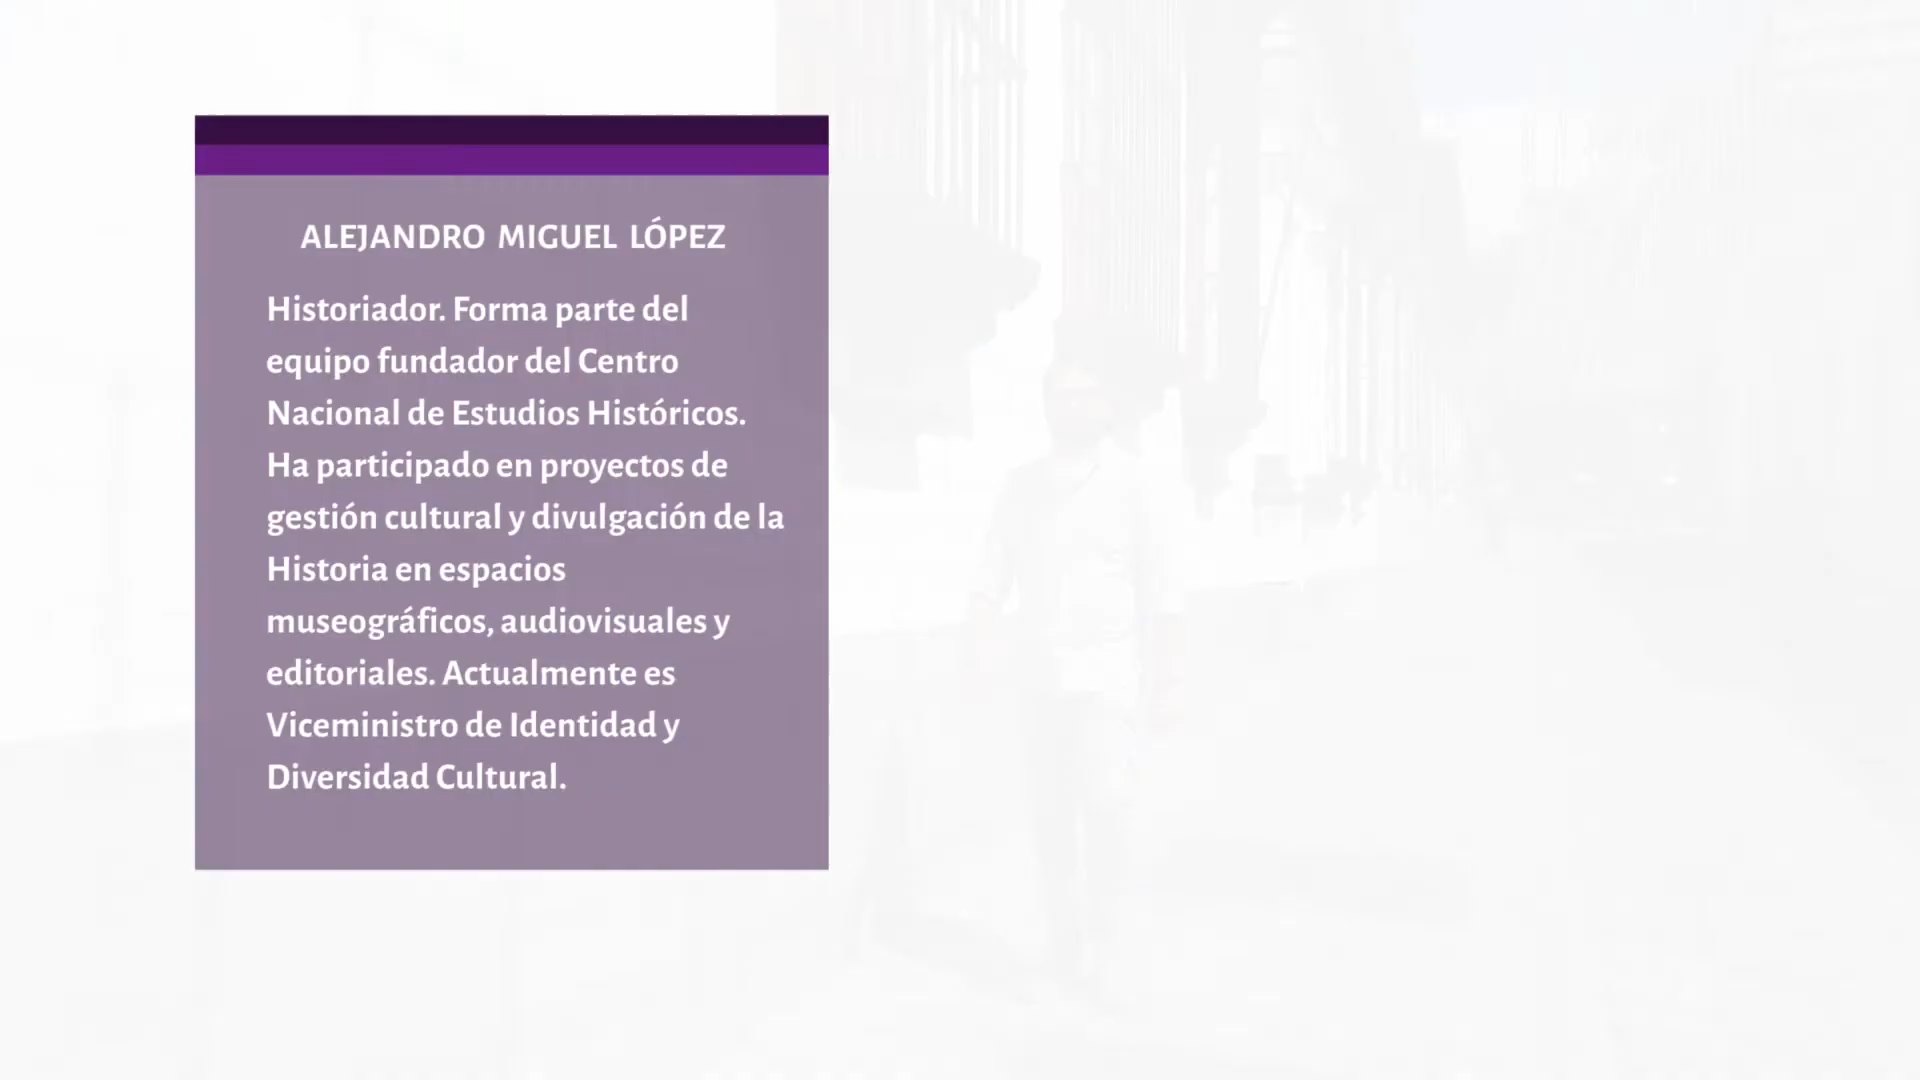 ALEJANDRO MIGUEL LÓPEZ
Historiador. Forma parte del
equipo fundador del Centro
Nacional de Estudios Históricos.
Ha participado en proyectos de
gestión cultural y divulgación de la
Historia en espacios
museográficos, audiovisuales y
editoriales. Actualmente es
Viceministro de Identidad y
Diversidad Cultural.